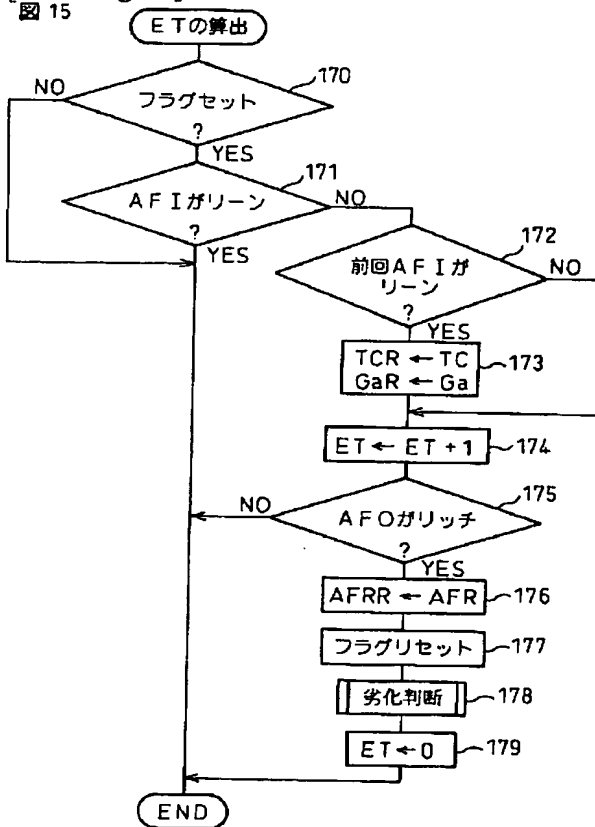 図 15
ETの算出
170
NO
フラグセット
?
YES
171
AFIがリーン
NO
?
YES
172
前回AFIが
リーン
NO
?
YES
TCR ← TC
GaR ← Ga
173
ET ← ET + 1
174
175
NO
AFOがリッチ
?
YES
AFRR ← AFR
176
フラグリセット
177
劣化判断
178
ET ← 0
179
END